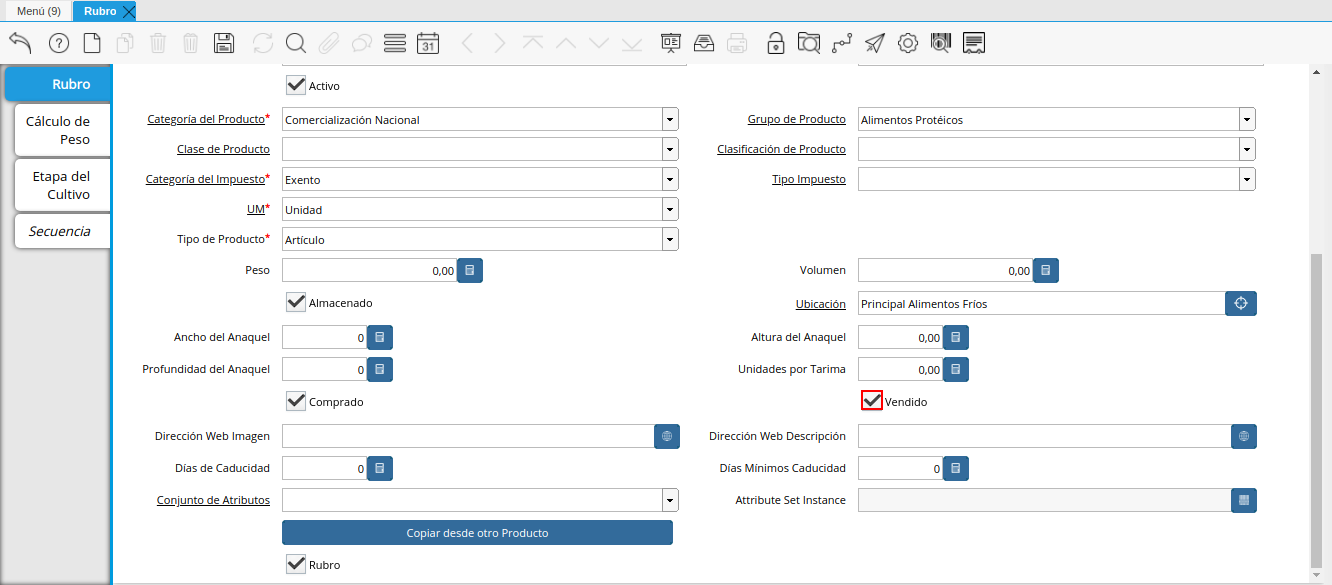 Menú (9) Rubro
31
Rubro
Cálculo de
Peso
Etapa del
Cultivo
Secuencia
Activo
Categoría del Producto* Comercialización Nacional Grupo de Producto Alimentos Protéicos
Clase de Producto Clasificación de Producto
Categoría del Impuesto* Exento Tipo Impuesto
UM* Unidad
Tipo de Producto* Artículo
Peso 0,00 Volumen 0,00
Almacenado Ubicación Principal Alimentos Fríos
Ancho del Anaquel 0 Altura del Anaquel 0,00
Profundidad del Anaquel 0 Unidades por Tarima 0,00
Comprado Vendido
Dirección Web Imagen Dirección Web Descripción
Días de Caducidad 0 Días Mínimos Caducidad 0
Conjunto de Atributos Attribute Set Instance
Copiar desde otro Producto
Rubro